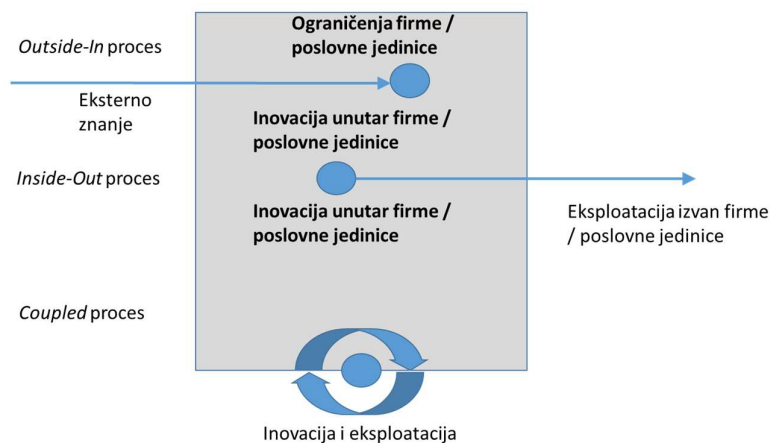 Ograničenja firme /
poslovne jedinice
Outside-In proces
Eksterno
znanje
Inovacija unutar firme /
poslovne jedinice
Inside-Out proces
Inovacija unutar firme /
poslovne jedinice
Eksploatacija izvan firme
/ poslovne jedinice
Coupled proces
Inovacija i eksploatacija